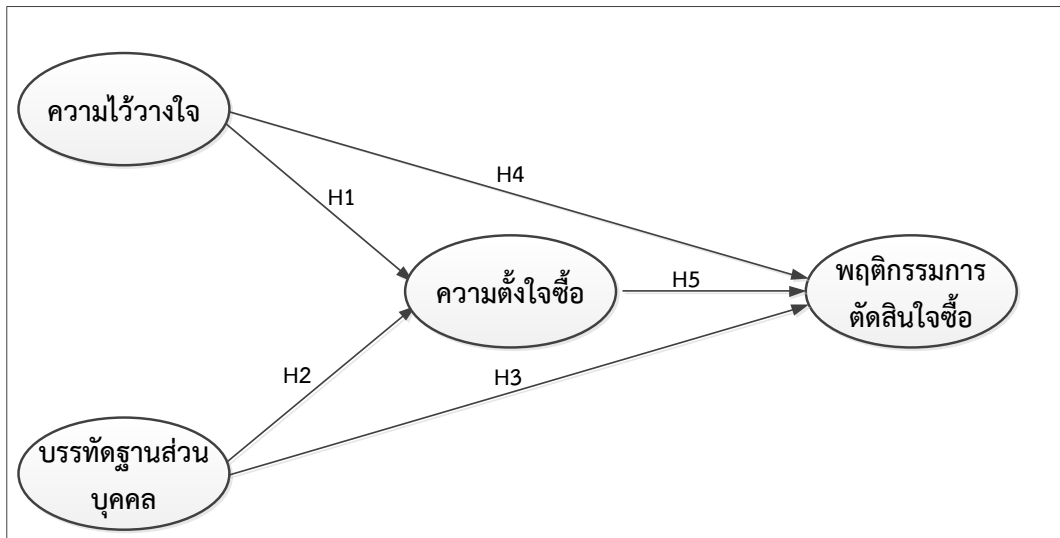 ความไว้วางใจ
H4
H1
ความตั้งใจซื้อ
H5
พฤติกรรมการ
ตัดสินใจซื้อ
H2
H3
บรรทัดฐานส่วน
บุคคล